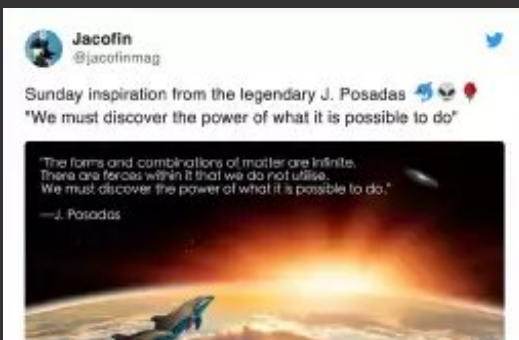 Jacofin
@jacofinmag
Sunday inspiration from the legendary J. Posadas 🐬👽🎈
"We must discover the power of what it is possible to do"
"The forms and combinations of matter are infinite.
There are forces within it that we do not utilise.
We must discover the power of what it is possible to do."
—J. Posadas